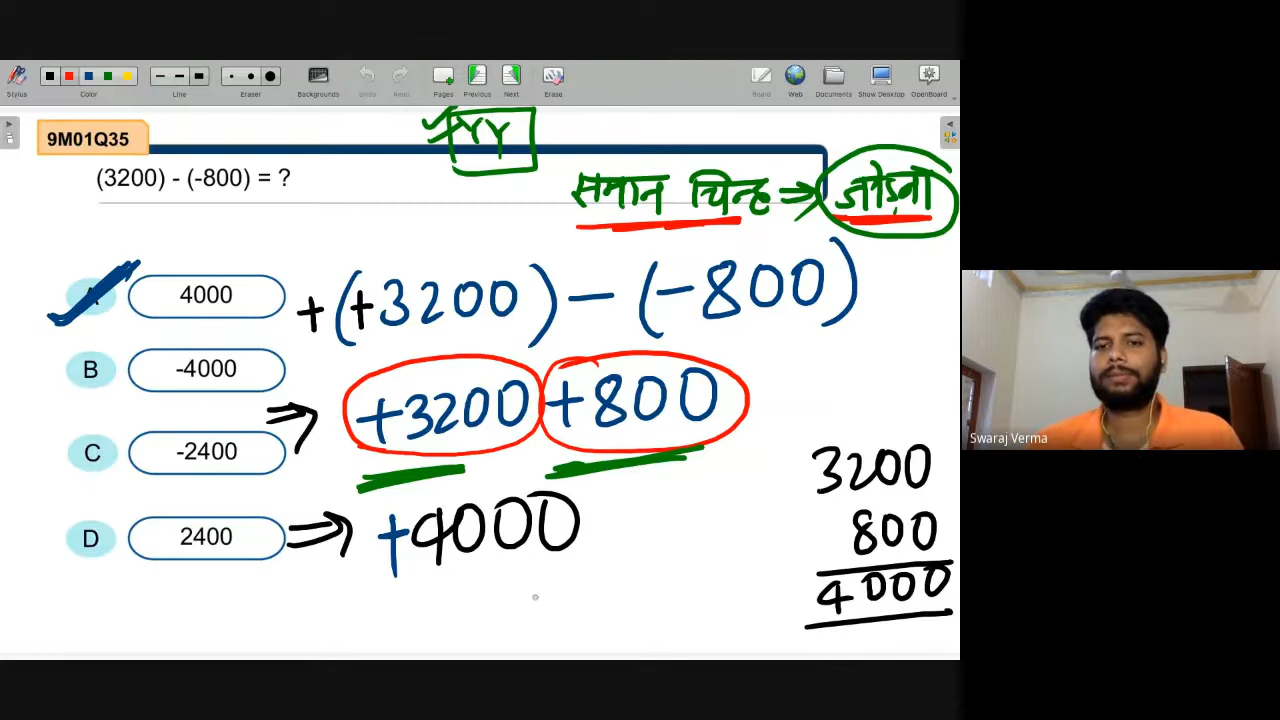 Stylus Color Line Eraser Backgrounds Undo Redo Pages Previous Next Erase Board Web Documents Show Desktop OpenBoard
9M01Q35
YY
(3200) - (-800) = ?
समान चिन्ह ⇒ जोड़ना
A 4000
+(+3200) - (-800)
B -4000
⇒ +3200 +800
C -2400
D 2400
⇒ +4000
3200
800
4000
Swaraj Verma